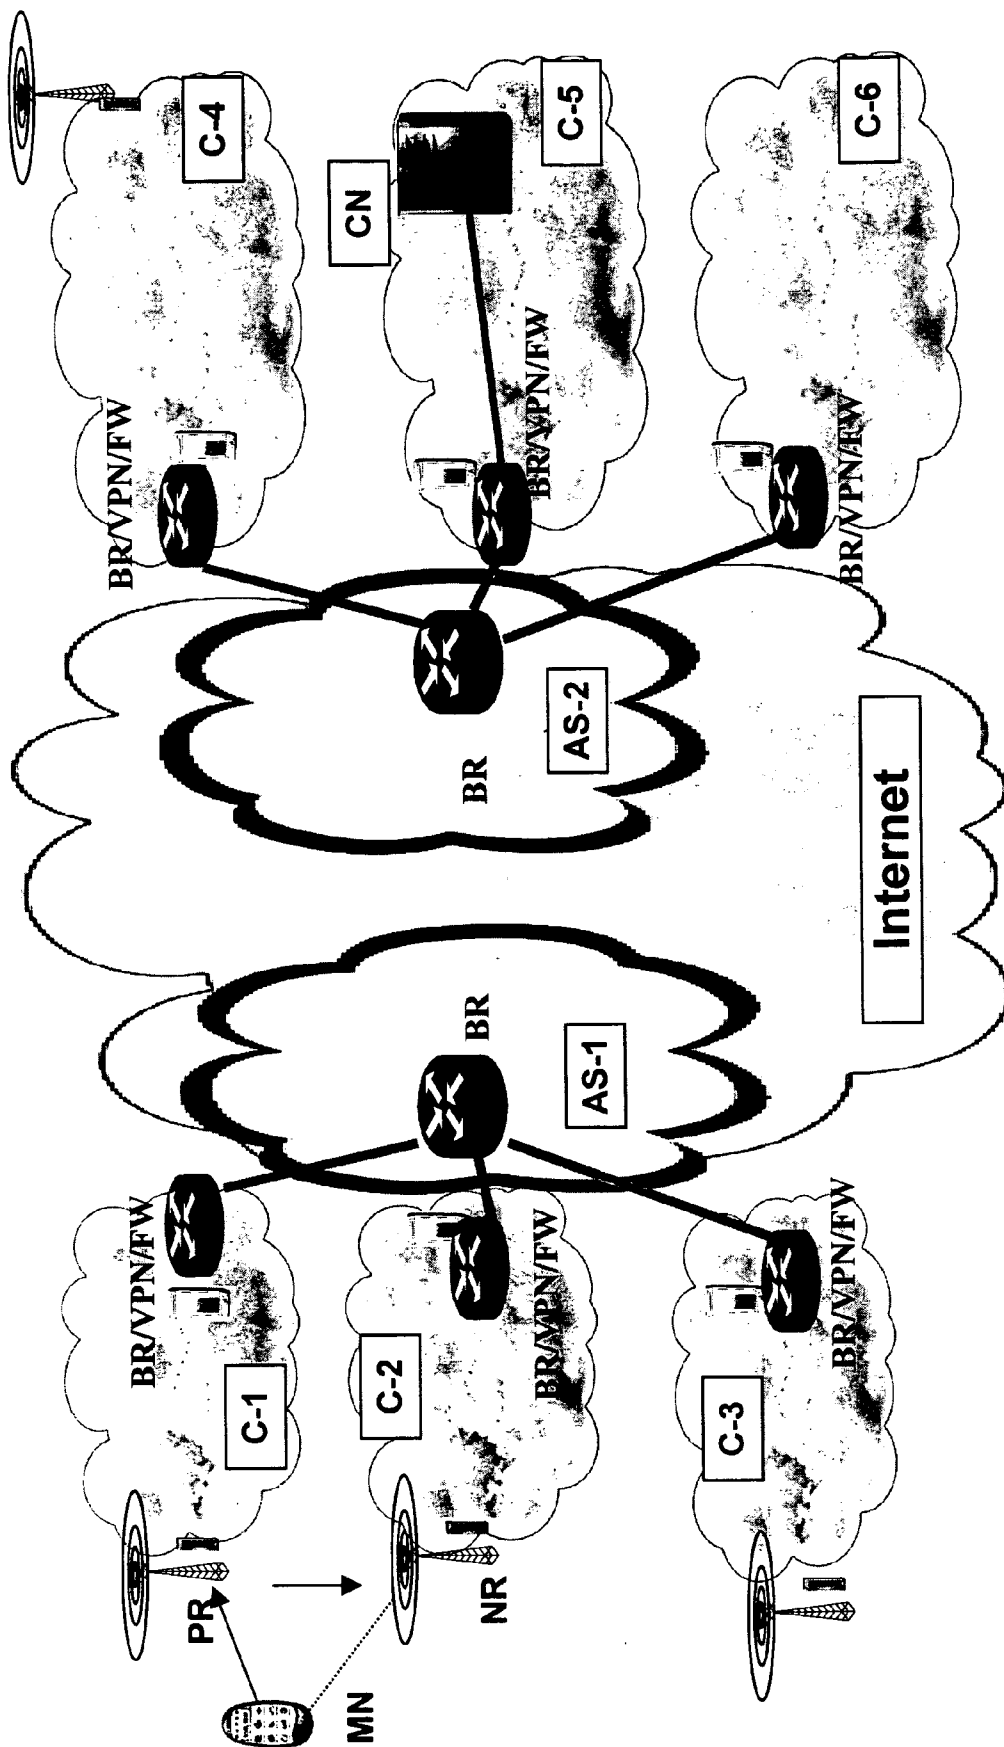 C-4
BR/VPN/FW
CN
C-5
BR/VPN/FW
C-6
BR/VPN/FW
BR
AS-2
Internet
BR
AS-1
BR/VPN/FW
C-1
PR
BR/VPN/FW
C-2
NR
MN
BR/VPN/FW
C-3